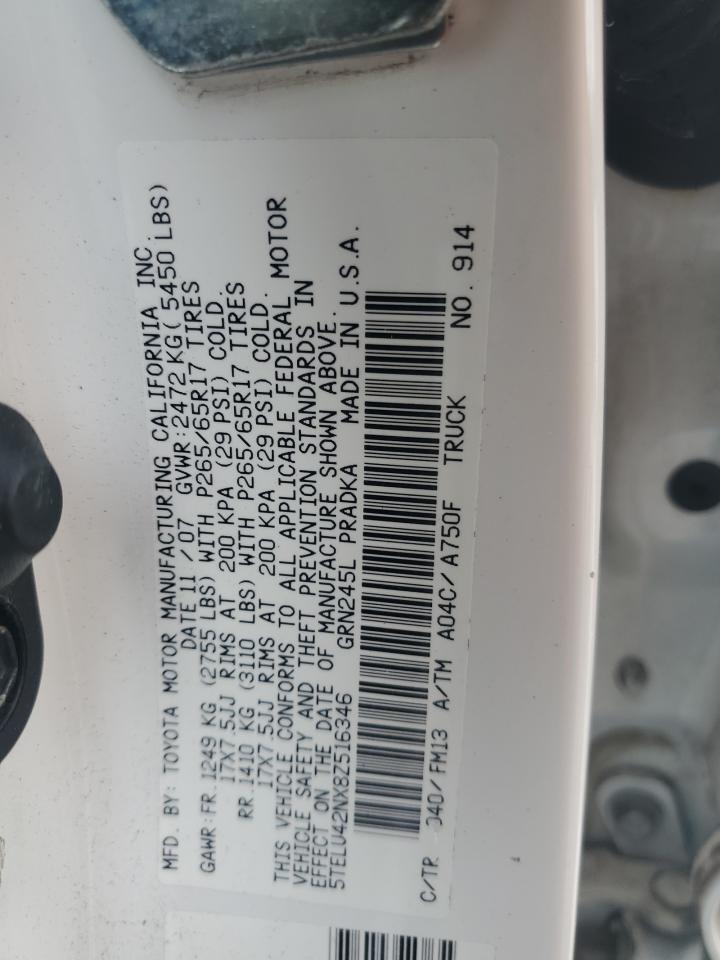 MFD. BY: TOYOTA MOTOR MANUFACTURING CALIFORNIA INC.
DATE 11 / 07 GVWR: 2472 KG( 5450 LBS)
GAWR: FR. 1249 KG (2755 LBS) WITH P265/65R17 TIRES
17X7.5JJ RIMS AT 200 KPA (29 PSI) COLD.
RR. 1410 KG (3110 LBS) WITH P265/65R17 TIRES
17X7.5JJ RIMS AT 200 KPA (29 PSI) COLD.
THIS VEHICLE CONFORMS TO ALL APPLICABLE FEDERAL MOTOR
VEHICLE SAFETY AND THEFT PREVENTION STANDARDS IN
EFFECT ON THE DATE OF MANUFACTURE SHOWN ABOVE.
5TELU42NX8Z516346 GRN245L PRADKA MADE IN U.S.A.
C/TR 040/FM13 A/TM A04C/A750F TRUCK NO. 914